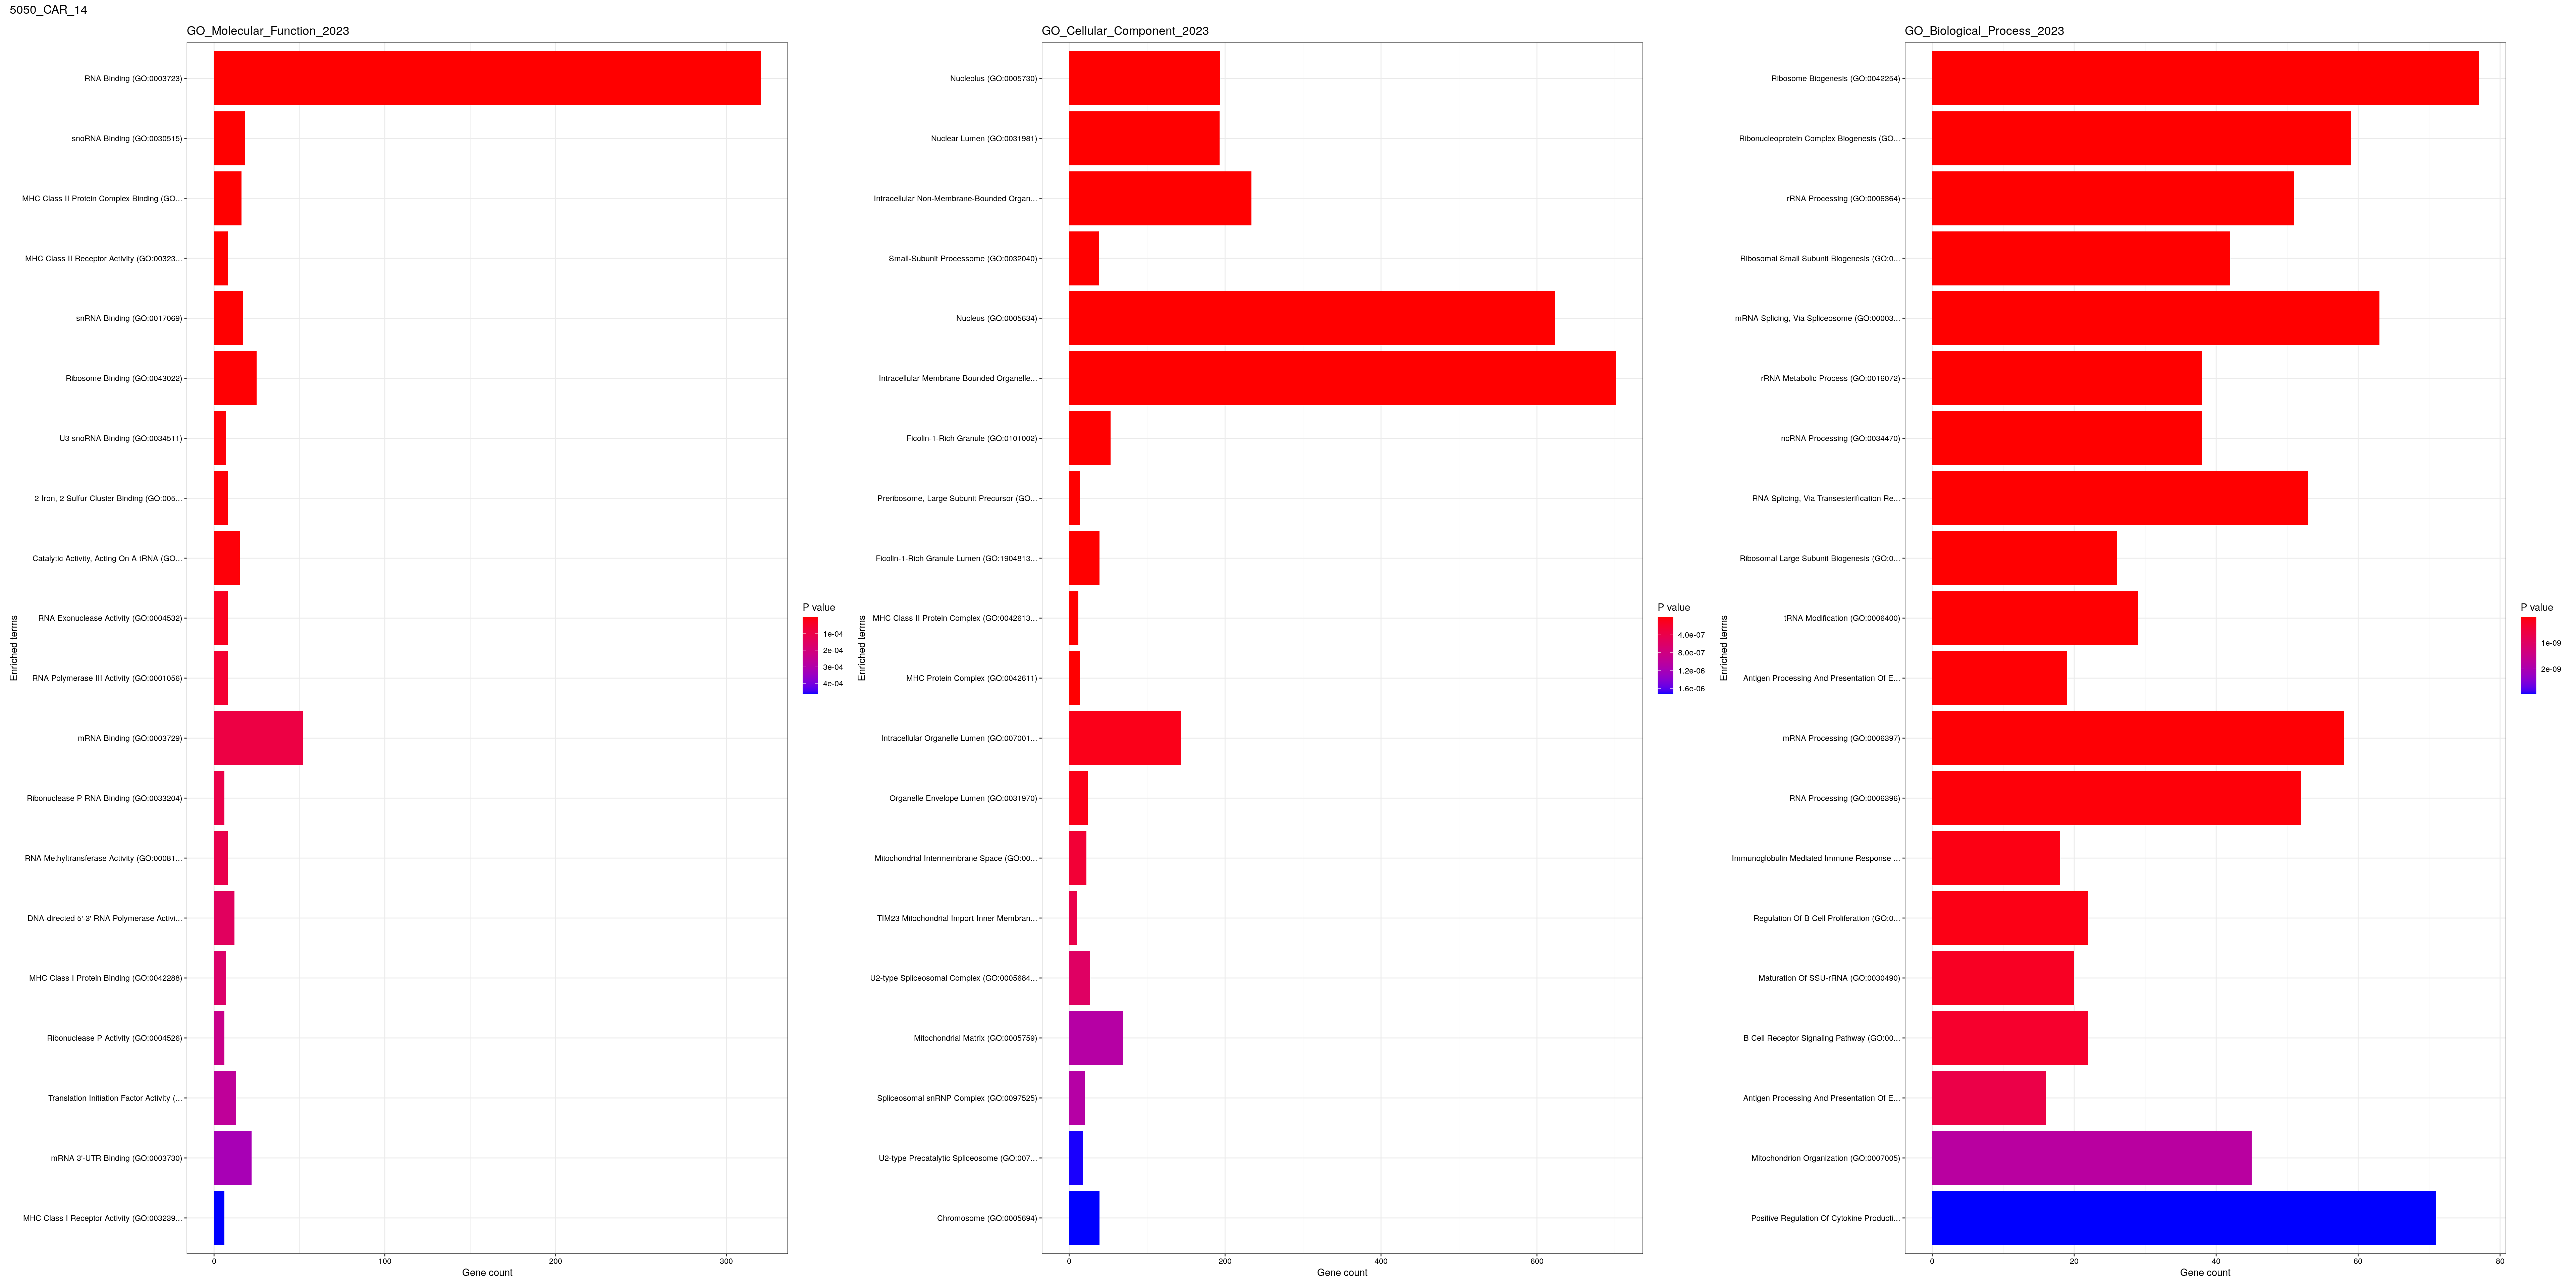 5050_CAR_14
GO_Molecular_Function_2023
RNA Binding (GO:0003723)
snoRNA Binding (GO:0030515)
MHC Class II Protein Complex Binding (GO...
MHC Class II Receptor Activity (GO:00323...
snRNA Binding (GO:0017069)
Ribosome Binding (GO:0043022)
U3 snoRNA Binding (GO:0034511)
2 Iron, 2 Sulfur Cluster Binding (GO:005...
Catalytic Activity, Acting On A tRNA (GO...
RNA Exonuclease Activity (GO:0004532)
RNA Polymerase III Activity (GO:0001056)
mRNA Binding (GO:0003729)
Ribonuclease P RNA Binding (GO:0033204)
RNA Methyltransferase Activity (GO:00081...
DNA-directed 5'-3' RNA Polymerase Activi...
MHC Class I Protein Binding (GO:0042288)
Ribonuclease P Activity (GO:0004526)
Translation Initiation Factor Activity (...
mRNA 3'-UTR Binding (GO:0003730)
MHC Class I Receptor Activity (GO:003239...
Enriched terms
0 100 200 300
Gene count
P value
1e-04
2e-04
3e-04
4e-04
GO_Cellular_Component_2023
Nucleolus (GO:0005730)
Nuclear Lumen (GO:0031981)
Intracellular Non-Membrane-Bounded Organ...
Small-Subunit Processome (GO:0032040)
Nucleus (GO:0005634)
Intracellular Membrane-Bounded Organelle...
Ficolin-1-Rich Granule (GO:0101002)
Preribosome, Large Subunit Precursor (GO...
Ficolin-1-Rich Granule Lumen (GO:1904813...
MHC Class II Protein Complex (GO:0042613...
MHC Protein Complex (GO:0042611)
Intracellular Organelle Lumen (GO:007001...
Organelle Envelope Lumen (GO:0031970)
Mitochondrial Intermembrane Space (GO:00...
TIM23 Mitochondrial Import Inner Membran...
U2-type Spliceosomal Complex (GO:0005684...
Mitochondrial Matrix (GO:0005759)
Spliceosomal snRNP Complex (GO:0097525)
U2-type Precatalytic Spliceosome (GO:007...
Chromosome (GO:0005694)
Enriched terms
0 200 400 600
Gene count
P value
4.0e-07
8.0e-07
1.2e-06
1.6e-06
GO_Biological_Process_2023
Ribosome Biogenesis (GO:0042254)
Ribonucleoprotein Complex Biogenesis (GO...
rRNA Processing (GO:0006364)
Ribosomal Small Subunit Biogenesis (GO:0...
mRNA Splicing, Via Spliceosome (GO:00003...
rRNA Metabolic Process (GO:0016072)
ncRNA Processing (GO:0034470)
RNA Splicing, Via Transesterification Re...
Ribosomal Large Subunit Biogenesis (GO:0...
tRNA Modification (GO:0006400)
Antigen Processing And Presentation Of E...
mRNA Processing (GO:0006397)
RNA Processing (GO:0006396)
Immunoglobulin Mediated Immune Response ...
Regulation Of B Cell Proliferation (GO:0...
Maturation Of SSU-rRNA (GO:0030490)
B Cell Receptor Signaling Pathway (GO:00...
Antigen Processing And Presentation Of E...
Mitochondrion Organization (GO:0007005)
Positive Regulation Of Cytokine Producti...
Enriched terms
0 20 40 60 80
Gene count
P value
1e-09
2e-09